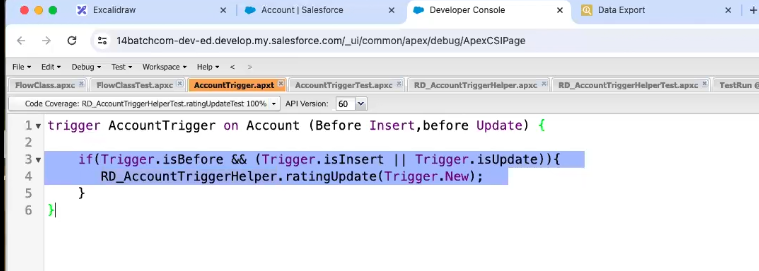 Excalidraw
Account | Salesforce
Developer Console
Data Export
14batchcom-dev-ed.develop.my.salesforce.com/_ui/common/apex/debug/ApexCSIPage
File Edit Debug Test Workspace Help < >
FlowClass.apxc FlowClassTest.apxc AccountTrigger.apxt AccountTriggerTest.apxc RD_AccountTriggerHelper.apxc RD_AccountTriggerHelperTest.apxc TestRun @
Code Coverage: RD_AccountTriggerHelperTest.ratingUpdateTest 100% API Version: 60
1 trigger AccountTrigger on Account (Before Insert,before Update) {
2
3 if(Trigger.isBefore && (Trigger.isInsert || Trigger.isUpdate)){
4 RD_AccountTriggerHelper.ratingUpdate(Trigger.New);
5 }
6 }